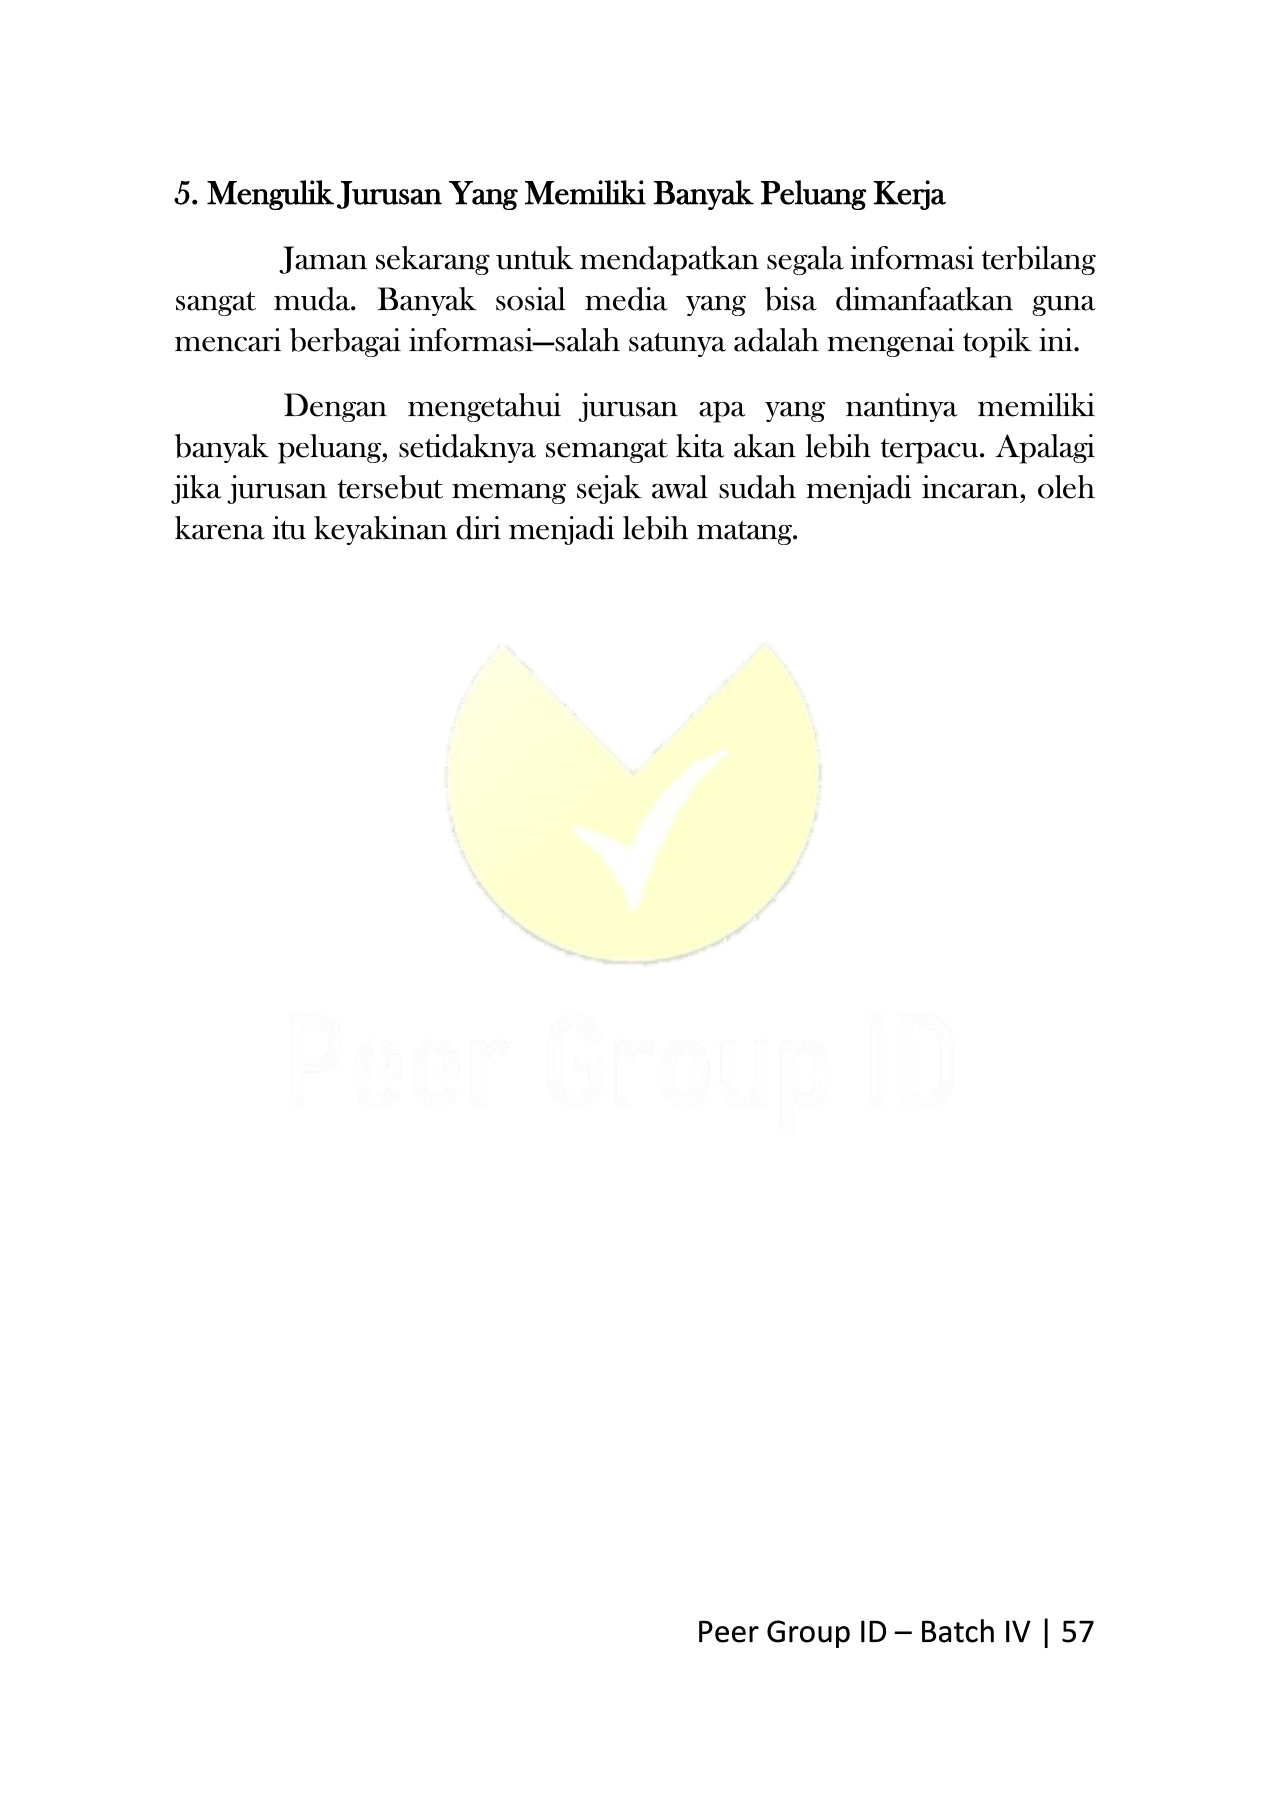 5. Mengulik Jurusan Yang Memiliki Banyak Peluang Kerja
Jaman sekarang untuk mendapatkan segala informasi terbilang
sangat muda. Banyak sosial media yang bisa dimanfaatkan guna
mencari berbagai informasi—salah satunya adalah mengenai topik ini.
Dengan mengetahui jurusan apa yang nantinya memiliki
banyak peluang, setidaknya semangat kita akan lebih terpacu. Apalagi
jika jurusan tersebut memang sejak awal sudah menjadi incaran, oleh
karena itu keyakinan diri menjadi lebih matang.
Peer Group ID
Peer Group ID – Batch IV | 57